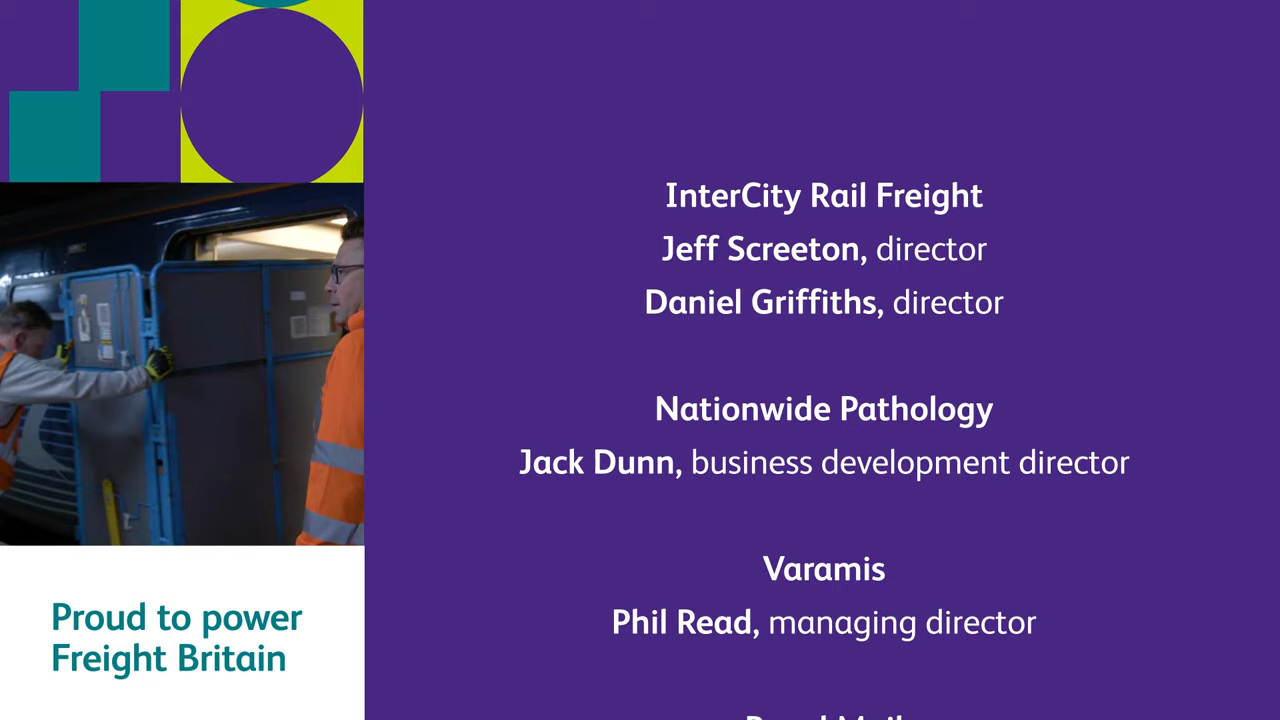 InterCity Rail Freight
Jeff Screeton, director
Daniel Griffiths, director
Nationwide Pathology
Jack Dunn, business development director
Varamis
Phil Read, managing director
Proud to power
Freight Britain